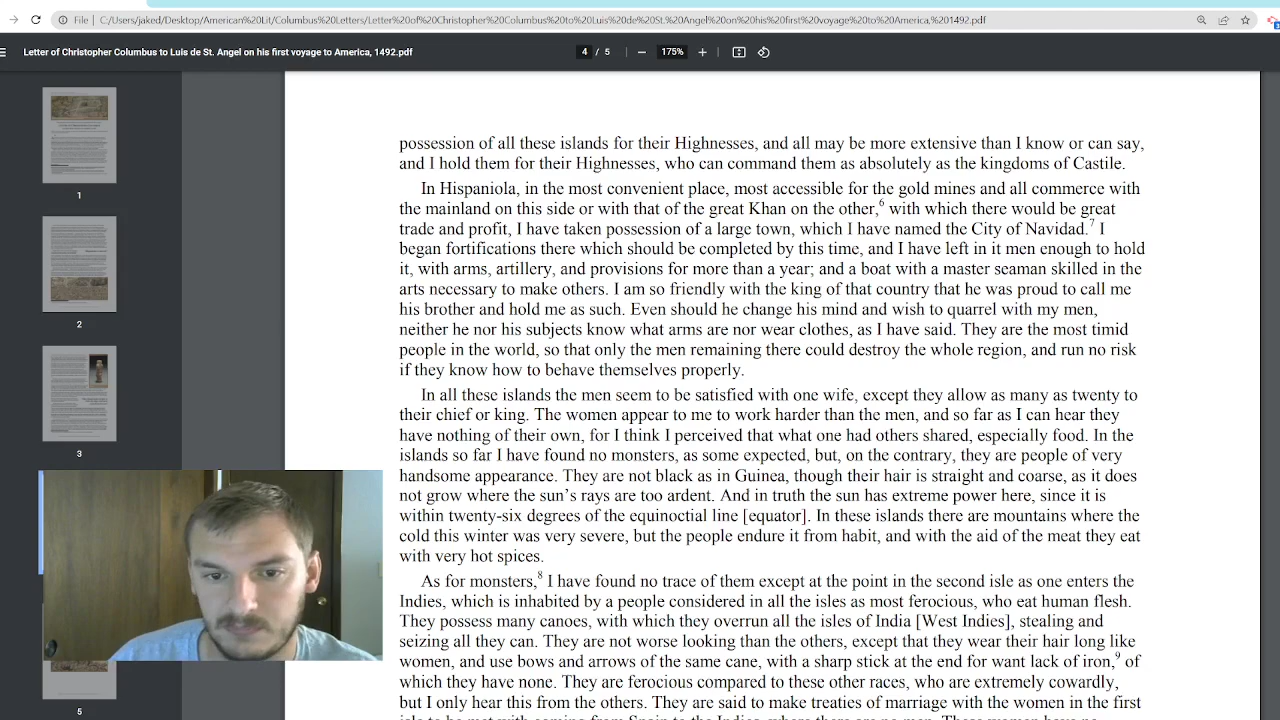 File | C:/Users/jaked/Desktop/American%20Lit/Columbus%20Letters/Letter%20of%20Christopher%20Columbus%20to%20Luis%20de%20St.%20Angel%20on%20his%20first%20voyage%20to%20America,%201492.pdf
Letter of Christopher Columbus to Luis de St. Angel on his first voyage to America, 1492.pdf
4 / 5
175%
1
2
3
5
possession of all these islands for their Highnesses, and all may be more extensive than I know or can say,
and I hold them for their Highnesses, who can command them as absolutely as the kingdoms of Castile.
In Hispaniola, in the most convenient place, most accessible for the gold mines and all commerce with
the mainland on this side or with that of the great Khan on the other,6 with which there would be great
trade and profit, I have taken possession of a large town, which I have named the City of Navidad.7 I
began fortifications there which should be completed by this time, and I have left in it men enough to hold
it, with arms, artillery, and provisions for more than a year; and a boat with a master seaman skilled in the
arts necessary to make others. I am so friendly with the king of that country that he was proud to call me
his brother and hold me as such. Even should he change his mind and wish to quarrel with my men,
neither he nor his subjects know what arms are nor wear clothes, as I have said. They are the most timid
people in the world, so that only the men remaining there could destroy the whole region, and run no risk
if they know how to behave themselves properly.
In all these islands the men seem to be satisfied with one wife, except they allow as many as twenty to
their chief or king. The women appear to me to work harder than the men, and so far as I can hear they
have nothing of their own, for I think I perceived that what one had others shared, especially food. In the
islands so far I have found no monsters, as some expected, but, on the contrary, they are people of very
handsome appearance. They are not black as in Guinea, though their hair is straight and coarse, as it does
not grow where the sun's rays are too ardent. And in truth the sun has extreme power here, since it is
within twenty-six degrees of the equinoctial line [equator]. In these islands there are mountains where the
cold this winter was very severe, but the people endure it from habit, and with the aid of the meat they eat
with very hot spices.
As for monsters,8 I have found no trace of them except at the point in the second isle as one enters the
Indies, which is inhabited by a people considered in all the isles as most ferocious, who eat human flesh.
They possess many canoes, with which they overrun all the isles of India [West Indies], stealing and
seizing all they can. They are not worse looking than the others, except that they wear their hair long like
women, and use bows and arrows of the same cane, with a sharp stick at the end for want lack of iron,9 of
which they have none. They are ferocious compared to these other races, who are extremely cowardly,
but I only hear this from the others. They are said to make treaties of marriage with the women in the first